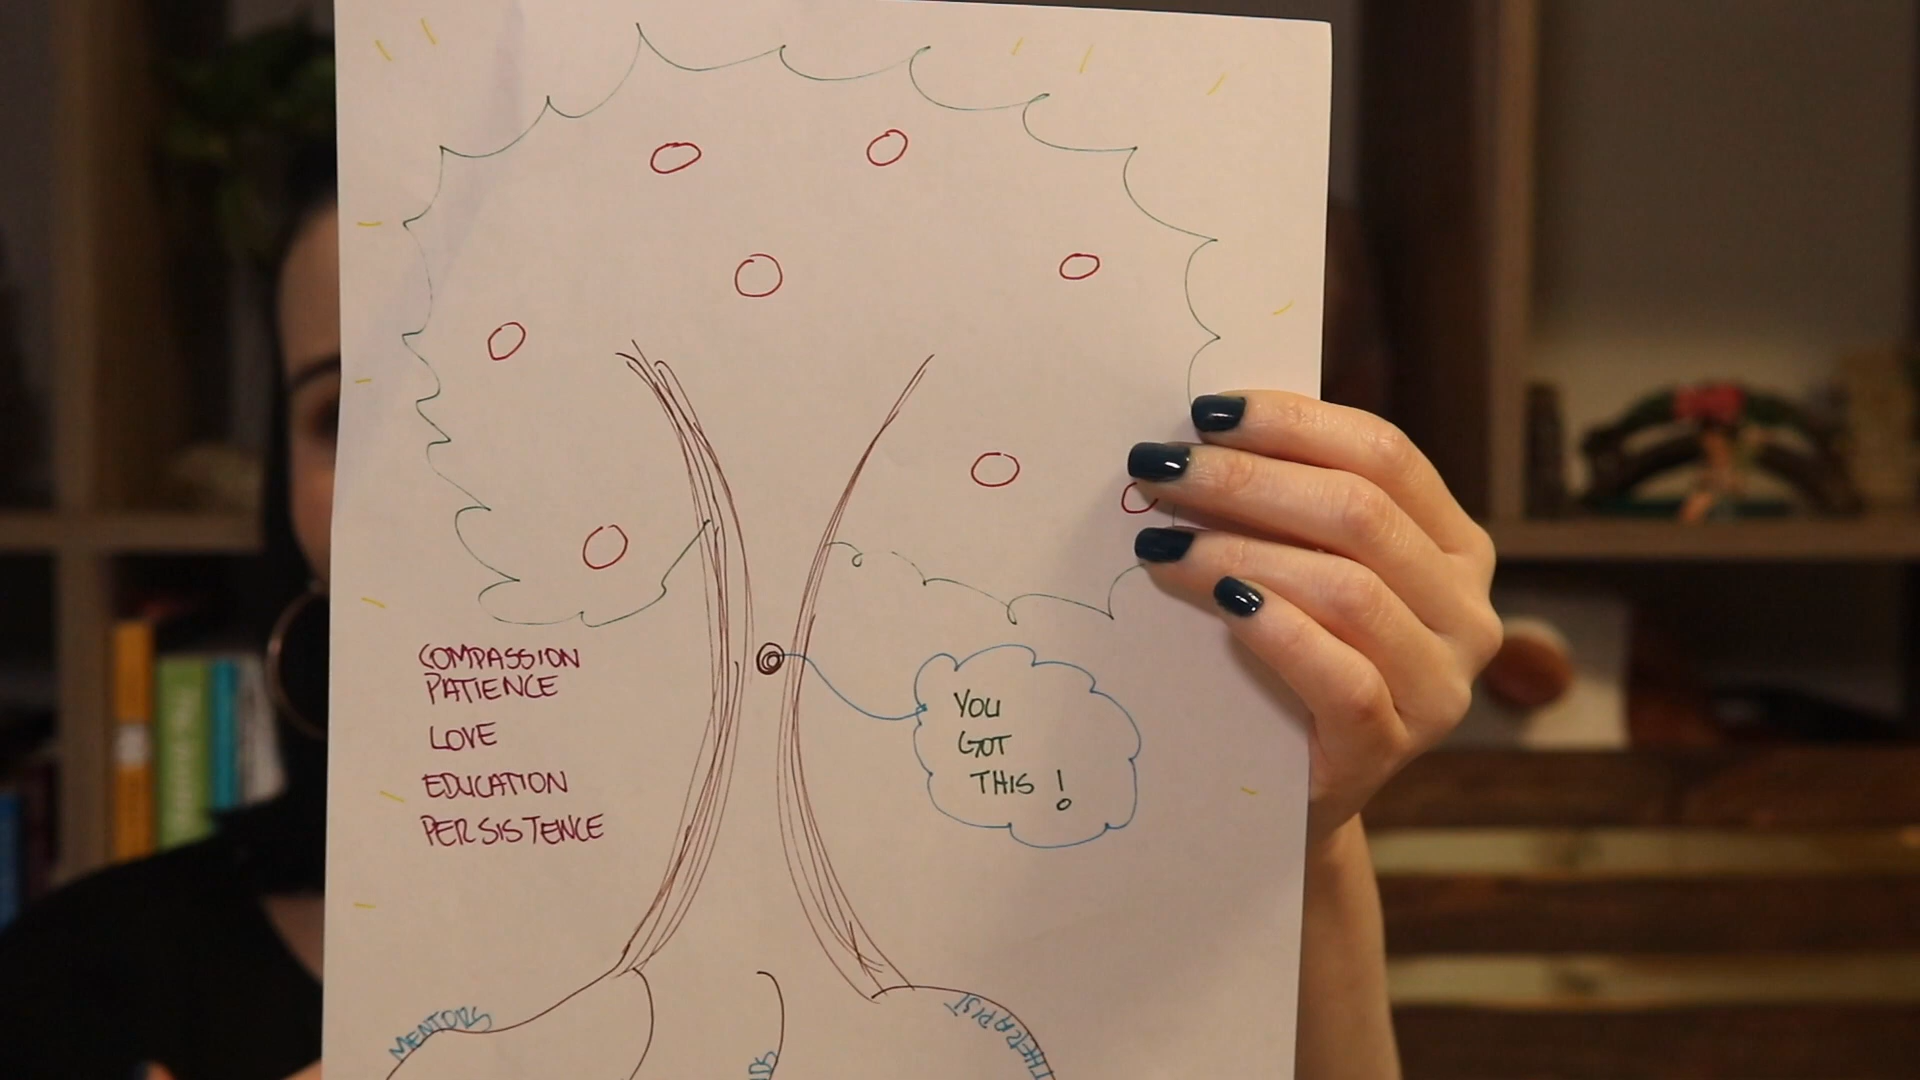 COMPASSION
PATIENCE
LOVE
EDUCATION
PERSISTENCE
YOU
GOT
THIS !
MENTORS
THERAPIST